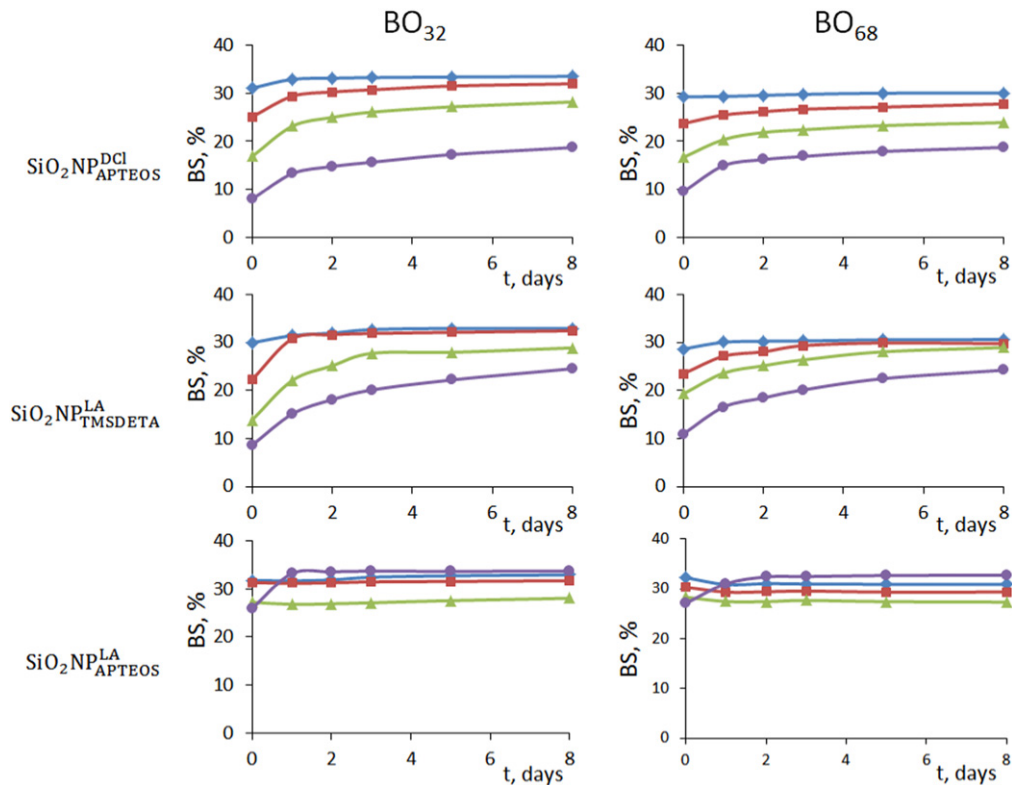 BO₃₂
BO₆₈
SiO₂NP^DCl_APTEOS
BS, %
40
30
20
10
0
0 2 4 6 8
t, days
BS, %
40
30
20
10
0
0 2 4 6 8
t, days
SiO₂NP^LA_TMSDETA
BS, %
40
30
20
10
0
0 2 4 6 8
t, days
BS, %
40
30
20
10
0
0 2 4 6 8
t, days
SiO₂NP^LA_APTEOS
BS, %
40
30
20
10
0
0 2 4 6 8
t, days
BS, %
40
30
20
10
0
0 2 4 6 8
t, days